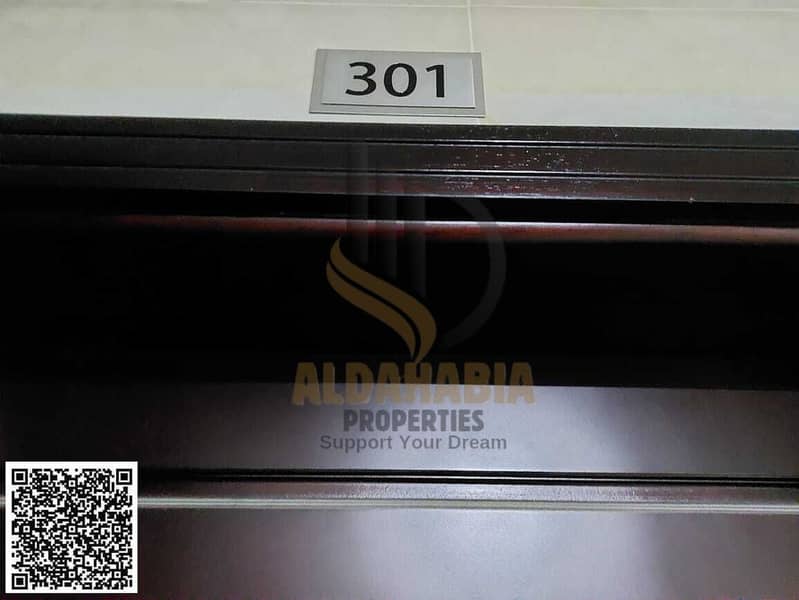 301
ALDAHABIA
PROPERTIES
Support Your Dream